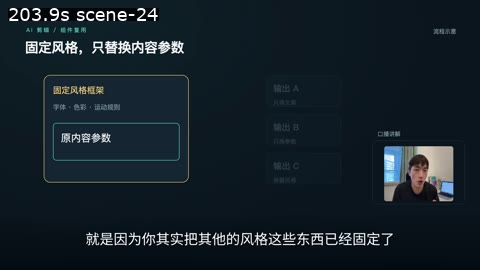 203.9s scene-24
AI 剪辑 / 组件复用
固定风格，只替换内容参数
流程示意
固定风格框架
字体 · 色彩 · 运动规则
原内容参数
输出 A
输出 B
输出 C
口播讲解
就是因为你其实把其他的风格这些东西已经固定了